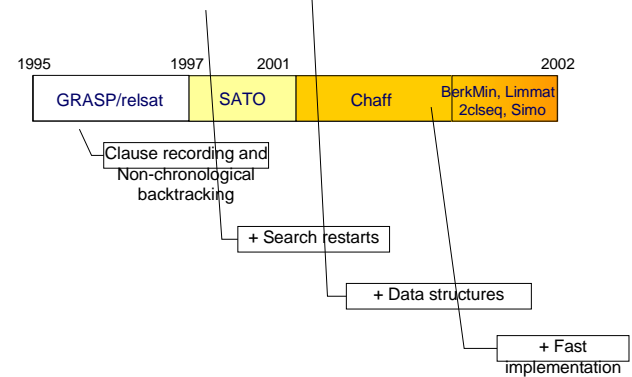 1995
1997
2001
2002
GRASP/relsat
SATO
Chaff
BerkMin, Limmat
2clseq, Simo
Clause recording and
Non-chronological
backtracking
+ Search restarts
+ Data structures
+ Fast
implementation